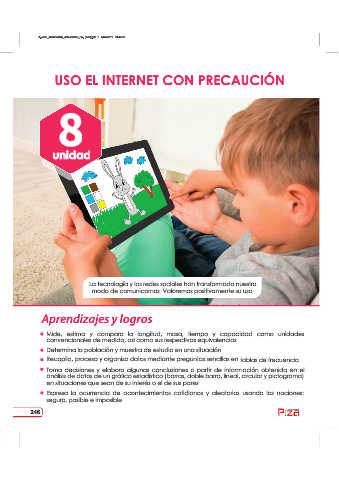 USO EL INTERNET CON PRECAUCIÓN
8
unidad
La tecnología y las redes sociales han transformado nuestro
modo de comunicarnos. Valoremos positivamente su uso
Aprendizajes y logros
Mide, estima y compara la longitud, masa, tiempo y capacidad como unidades
convencionales de medida, así como sus respectivas equivalencias
Determina la población y muestra de estudio en una situación
Recopila, procesa y organiza datos mediante preguntas sencillas en tablas de frecuencia
Toma decisiones y elabora algunas conclusiones a partir de información obtenida en el
análisis de datos de un gráfico estadístico (barras, doble barra, lineal, circular y pictograma)
en situaciones que sean de su interés o el de sus pares
Expresa la ocurrencia de acontecimientos cotidianos y aleatorios usando las nociones:
seguro, posible e imposible
246
Piza